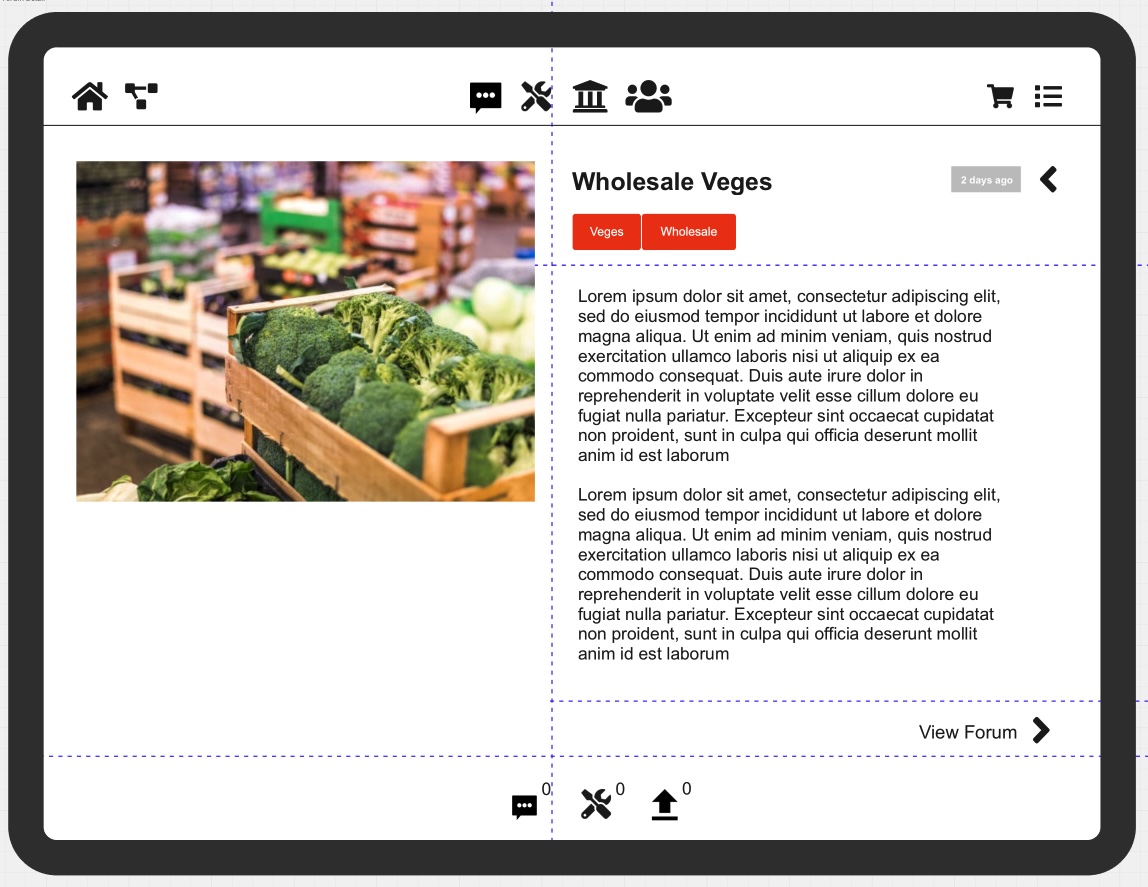 Wholesale Veges
2 days ago
Veges
Wholesale
Lorem ipsum dolor sit amet, consectetur adipiscing elit,
sed do eiusmod tempor incididunt ut labore et dolore
magna aliqua. Ut enim ad minim veniam, quis nostrud
exercitation ullamco laboris nisi ut aliquip ex ea
commodo consequat. Duis aute irure dolor in
reprehenderit in voluptate velit esse cillum dolore eu
fugiat nulla pariatur. Excepteur sint occaecat cupidatat
non proident, sunt in culpa qui officia deserunt mollit
anim id est laborum
Lorem ipsum dolor sit amet, consectetur adipiscing elit,
sed do eiusmod tempor incididunt ut labore et dolore
magna aliqua. Ut enim ad minim veniam, quis nostrud
exercitation ullamco laboris nisi ut aliquip ex ea
commodo consequat. Duis aute irure dolor in
reprehenderit in voluptate velit esse cillum dolore eu
fugiat nulla pariatur. Excepteur sint occaecat cupidatat
non proident, sunt in culpa qui officia deserunt mollit
anim id est laborum
View Forum
0
0
0